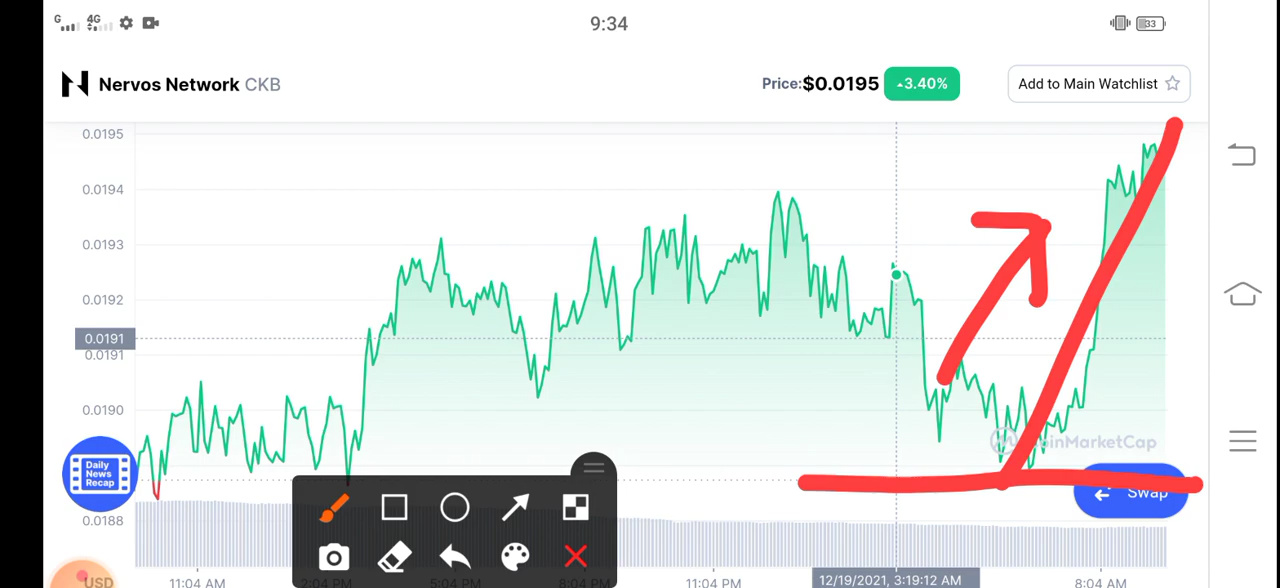 G 4G 9:34 33
Nervos Network CKB Price:$0.0195 3.40% Add to Main Watchlist
0.0195
0.0194
0.0193
0.0192
0.0191
0.0191
0.0190
CoinMarketCap
Daily
News
Recap
Swap
0.0188
USD
11:04 AM 2:04 PM 5:04 PM 8:04 PM 11:04 PM 12/19/2021, 3:19:12 AM 8:04 AM